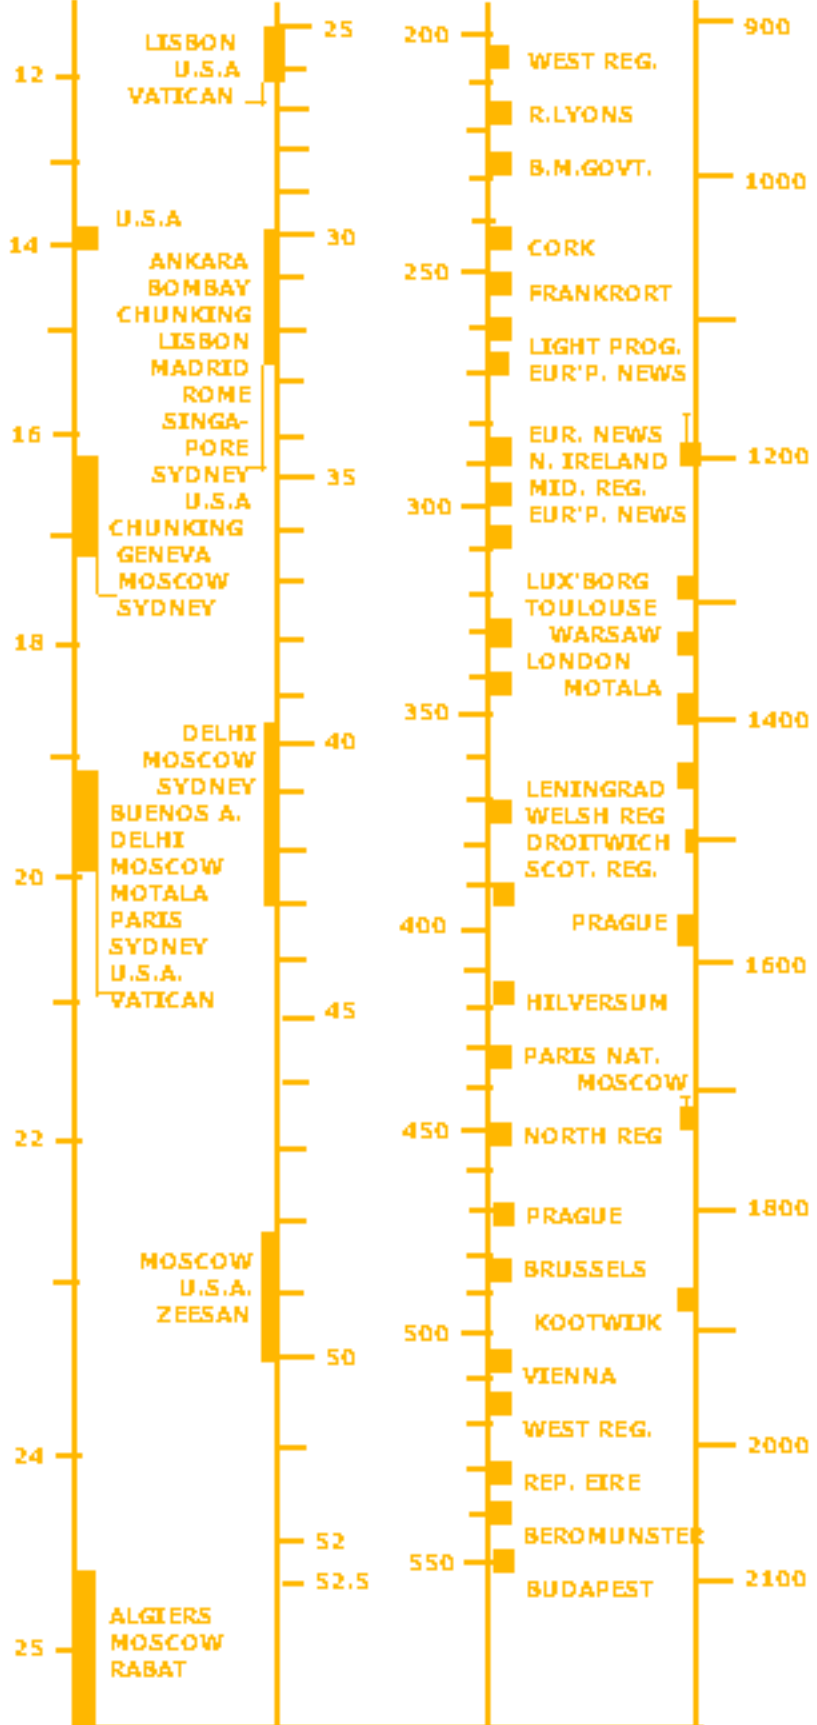 12
14
16
18
20
22
24
25
U.S.A
CHUNKING
GENEVA
MOSCOW
SYDNEY
BUENOS A.
DELHI
MOSCOW
MOTALA
PARIS
SYDNEY
U.S.A.
VATICAN
ALGIERS
MOSCOW
RABAT
LISBON
U.S.A
VATICAN
ANKARA
BOMBAY
CHUNKING
LISBON
MADRID
ROME
SINGA-
PORE
SYDNEY
U.S.A
DELHI
MOSCOW
SYDNEY
MOSCOW
U.S.A.
ZEESAN
25
30
35
40
45
50
52
52.5
200
250
300
350
400
450
500
550
WEST REG.
R.LYONS
B.M.GOVT.
CORK
FRANKRORT
LIGHT PROG.
EUR'P. NEWS
EUR. NEWS
N. IRELAND
MID. REG.
EUR'P. NEWS
LUX'BORG
TOULOUSE
WARSAW
LONDON
MOTALA
LENINGRAD
WELSH REG
DROITWICH
SCOT. REG.
PRAGUE
HILVERSUM
PARIS NAT.
MOSCOW
NORTH REG
PRAGUE
BRUSSELS
KOOTWIJK
VIENNA
WEST REG.
REP. EIRE
BEROMUNSTER
BUDAPEST
900
1000
1200
1400
1600
1800
2000
2100